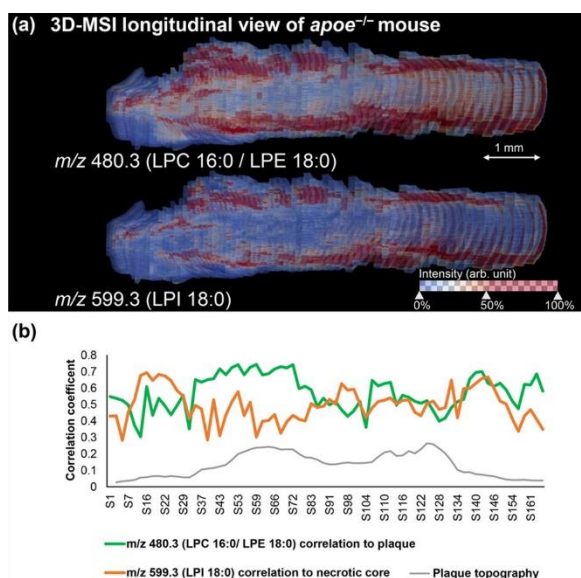 (a) 3D-MSI longitudinal view of apoe–/– mouse
m/z 480.3 (LPC 16:0 / LPE 18:0)
1 mm
m/z 599.3 (LPI 18:0)
Intensity (arb. unit)
0% 50% 100%
(b)
Correlation coefficent
0.8
0.7
0.6
0.5
0.4
0.3
0.2
0.1
0
S1 S7 S16 S22 S29 S37 S43 S53 S59 S66 S72 S83 S91 S98 S104 S110 S116 S122 S128 S134 S140 S146 S154 S161
m/z 480.3 (LPC 16:0/ LPE 18:0) correlation to plaque
m/z 599.3 (LPI 18:0) correlation to necrotic core
Plaque topography